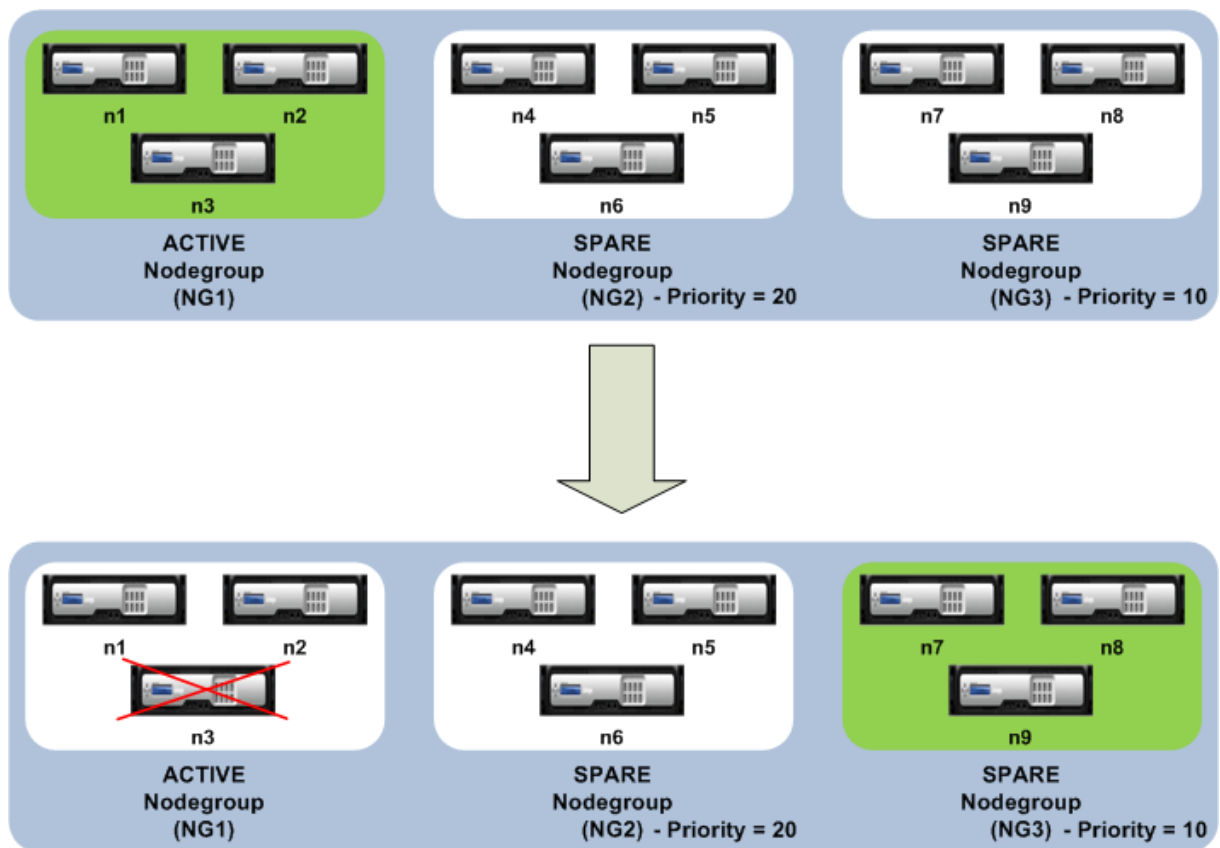 n1 n2
n3
ACTIVE
Nodegroup
(NG1)
n4 n5
n6
SPARE
Nodegroup
(NG2) - Priority = 20
n7 n8
n9
SPARE
Nodegroup
(NG3) - Priority = 10
n1 n2
n3
ACTIVE
Nodegroup
(NG1)
n4 n5
n6
SPARE
Nodegroup
(NG2) - Priority = 20
n7 n8
n9
SPARE
Nodegroup
(NG3) - Priority = 10